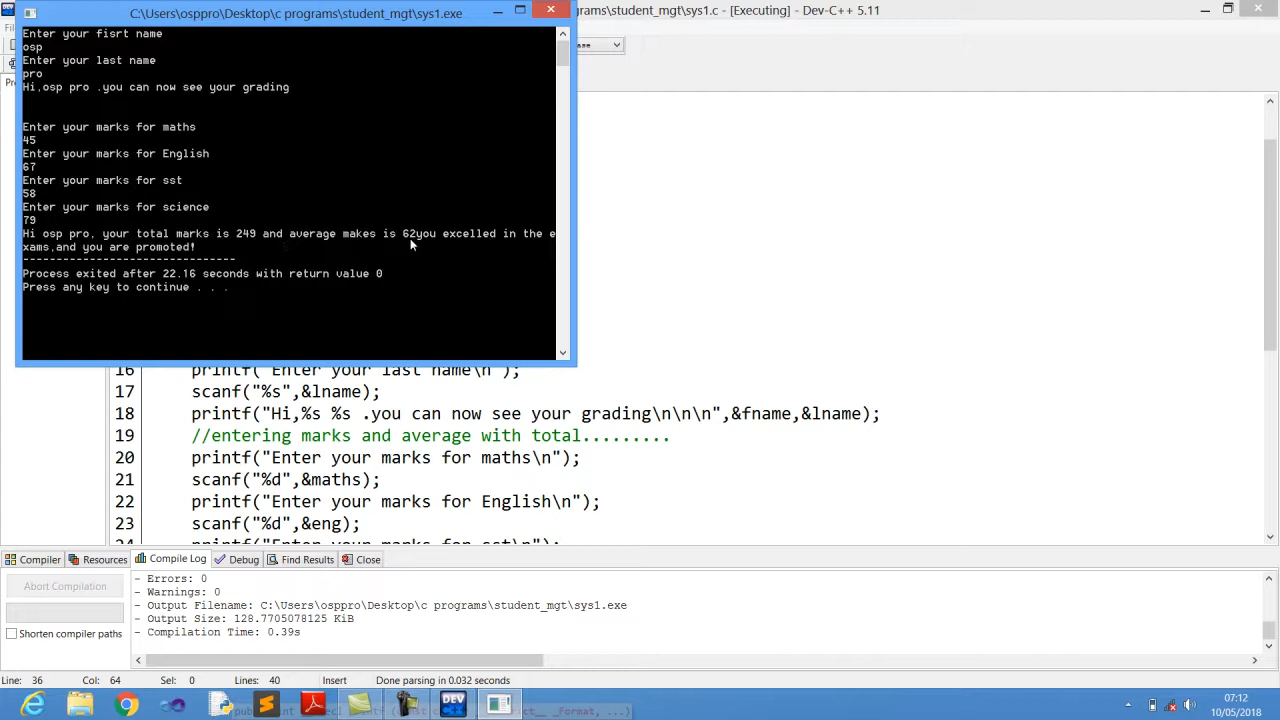 C:\Users\osppro\Desktop\c programs\student_mgt\sys1.exe
grams\student_mgt\sys1.c - [Executing] - Dev-C++ 5.11
Enter your fisrt name
osp
Enter your last name
pro
Hi,osp pro .you can now see your grading
Enter your marks for maths
45
Enter your marks for English
67
Enter your marks for sst
58
Enter your marks for science
79
Hi osp pro, your total marks is 249 and average makes is 62you excelled in the e
xams,and you are promoted!
--------------------------------
Process exited after 22.16 seconds with return value 0
Press any key to continue . . .
16 printf("Enter your last name\n");
17 scanf("%s",&lname);
18 printf("Hi,%s %s .you can now see your grading\n\n\n",&fname,&lname);
19 //entering marks and average with total.........
20 printf("Enter your marks for maths\n");
21 scanf("%d",&maths);
22 printf("Enter your marks for English\n");
23 scanf("%d",&eng);
24 printf("Enter your marks for sst\n");
Compiler Resources Compile Log Debug Find Results Close
Abort Compilation
Shorten compiler paths
- Errors: 0
- Warnings: 0
- Output Filename: C:\Users\osppro\Desktop\c programs\student_mgt\sys1.exe
- Output Size: 128.7705078125 KiB
- Compilation Time: 0.39s
Line: 36 Col: 64 Sel: 0 Lines: 40 Insert Done parsing in 0.032 seconds
DEV
07:12
10/05/2018